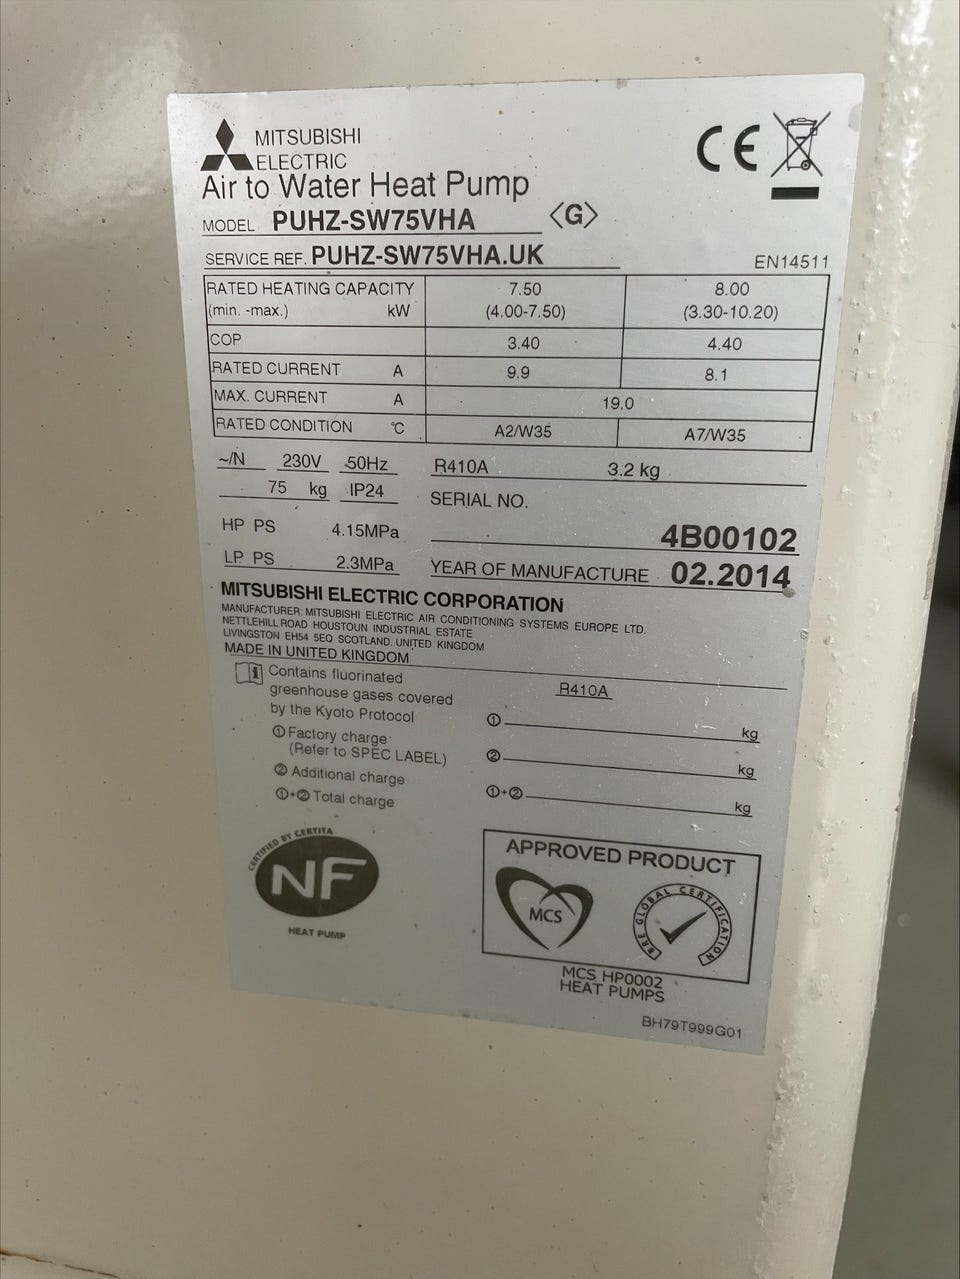 MITSUBISHI
ELECTRIC
CE
Air to Water Heat Pump
MODEL PUHZ-SW75VHA <G>
SERVICE REF. PUHZ-SW75VHA.UK
EN14511
RATED HEATING CAPACITY 7.50 8.00
(min. -max.) kW (4.00-7.50) (3.30-10.20)
COP 3.40 4.40
RATED CURRENT A 9.9 8.1
MAX. CURRENT A 19.0
RATED CONDITION °C A2/W35 A7/W35
~/N 230V 50Hz R410A 3.2 kg
75 kg IP24 SERIAL NO.
HP PS 4.15MPa 4B00102
LP PS 2.3MPa YEAR OF MANUFACTURE 02.2014
MITSUBISHI ELECTRIC CORPORATION
MANUFACTURER: MITSUBISHI ELECTRIC AIR CONDITIONING SYSTEMS EUROPE LTD.
NETTLEHILL ROAD HOUSTOUN INDUSTRIAL ESTATE
LIVINGSTON EH54 5EQ SCOTLAND, UNITED KINGDOM
MADE IN UNITED KINGDOM
i Contains fluorinated
greenhouse gases covered
by the Kyoto Protocol
R410A
①Factory charge ① kg
(Refer to SPEC LABEL)
② Additional charge ② kg
①+② Total charge ①+② kg
CERTIFIED BY CERTITA
NF
HEAT PUMP
APPROVED PRODUCT
MCS
BRE GLOBAL CERTIFICATION
MCS HP0002
HEAT PUMPS
BH79T999G01